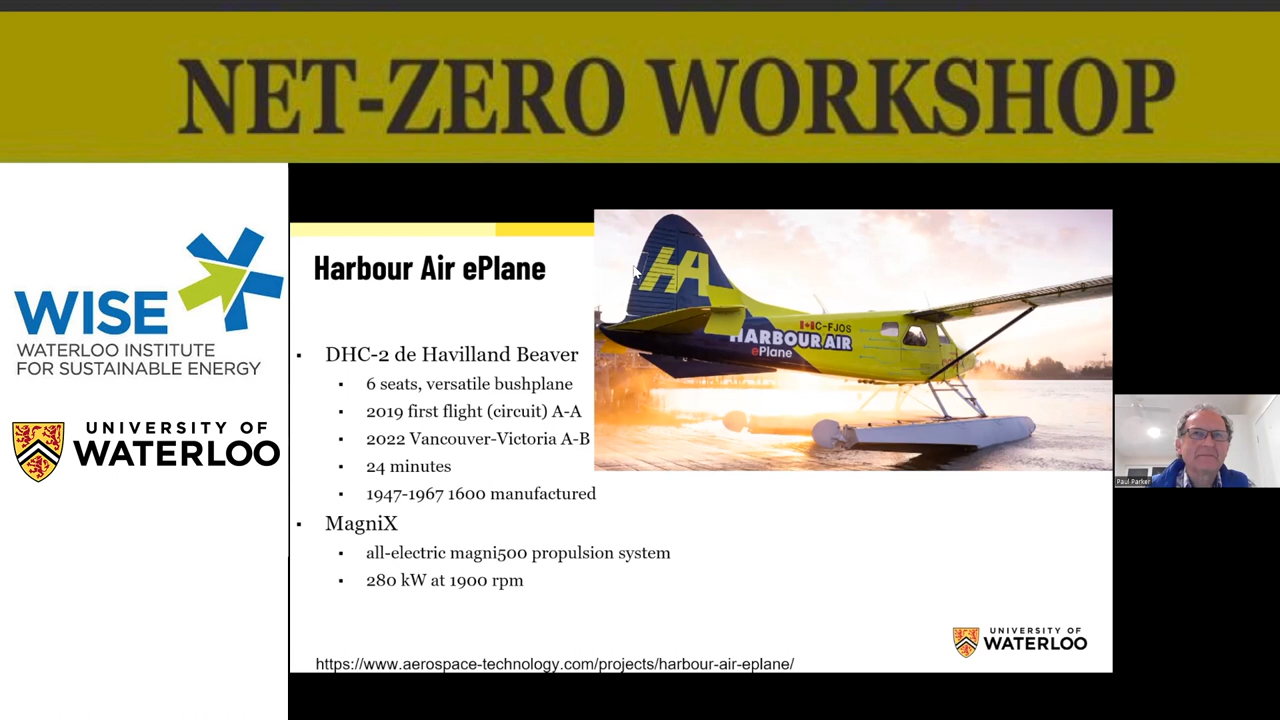 NET-ZERO WORKSHOP
WISE
WATERLOO INSTITUTE
FOR SUSTAINABLE ENERGY
UNIVERSITY OF
WATERLOO
Harbour Air ePlane
▪ DHC-2 de Havilland Beaver
▪ 6 seats, versatile bushplane
▪ 2019 first flight (circuit) A-A
▪ 2022 Vancouver-Victoria A-B
▪ 24 minutes
▪ 1947-1967 1600 manufactured
▪ MagniX
▪ all-electric magni500 propulsion system
▪ 280 kW at 1900 rpm
https://www.aerospace-technology.com/projects/harbour-air-eplane/
HA
C-FJOS
HARBOUR AIR
ePlane
UNIVERSITY OF
WATERLOO
Paul Parker